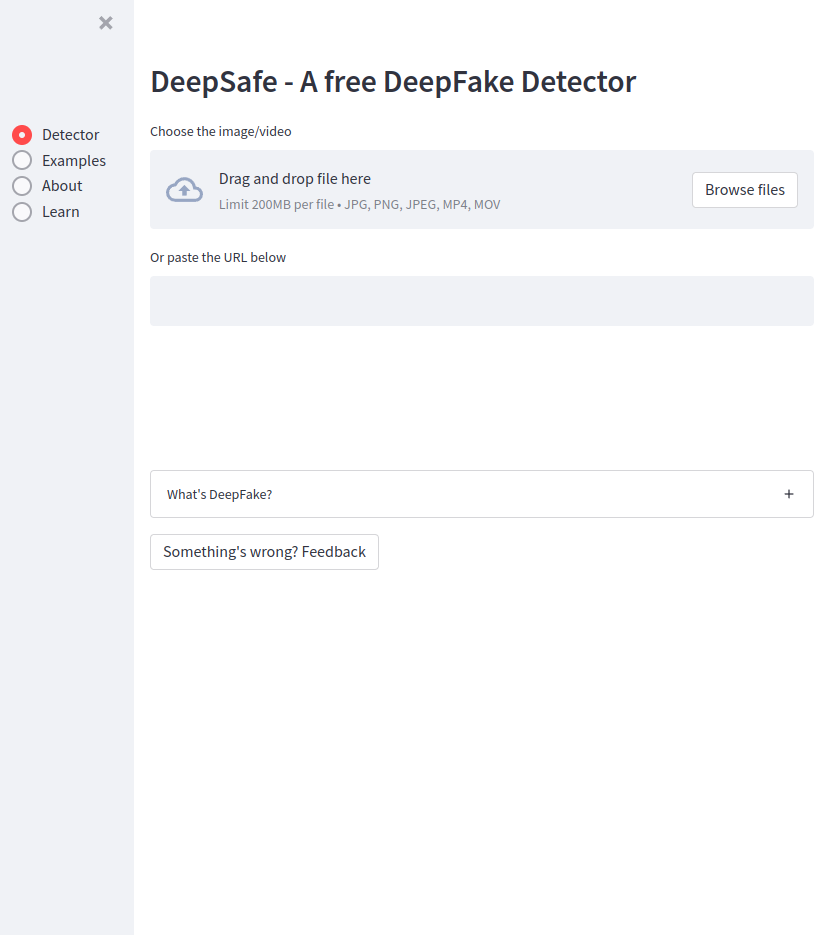 Detector
Examples
About
Learn
DeepSafe - A free DeepFake Detector
Choose the image/video
Drag and drop file here
Limit 200MB per file • JPG, PNG, JPEG, MP4, MOV
Browse files
Or paste the URL below
What's DeepFake?
Something's wrong? Feedback